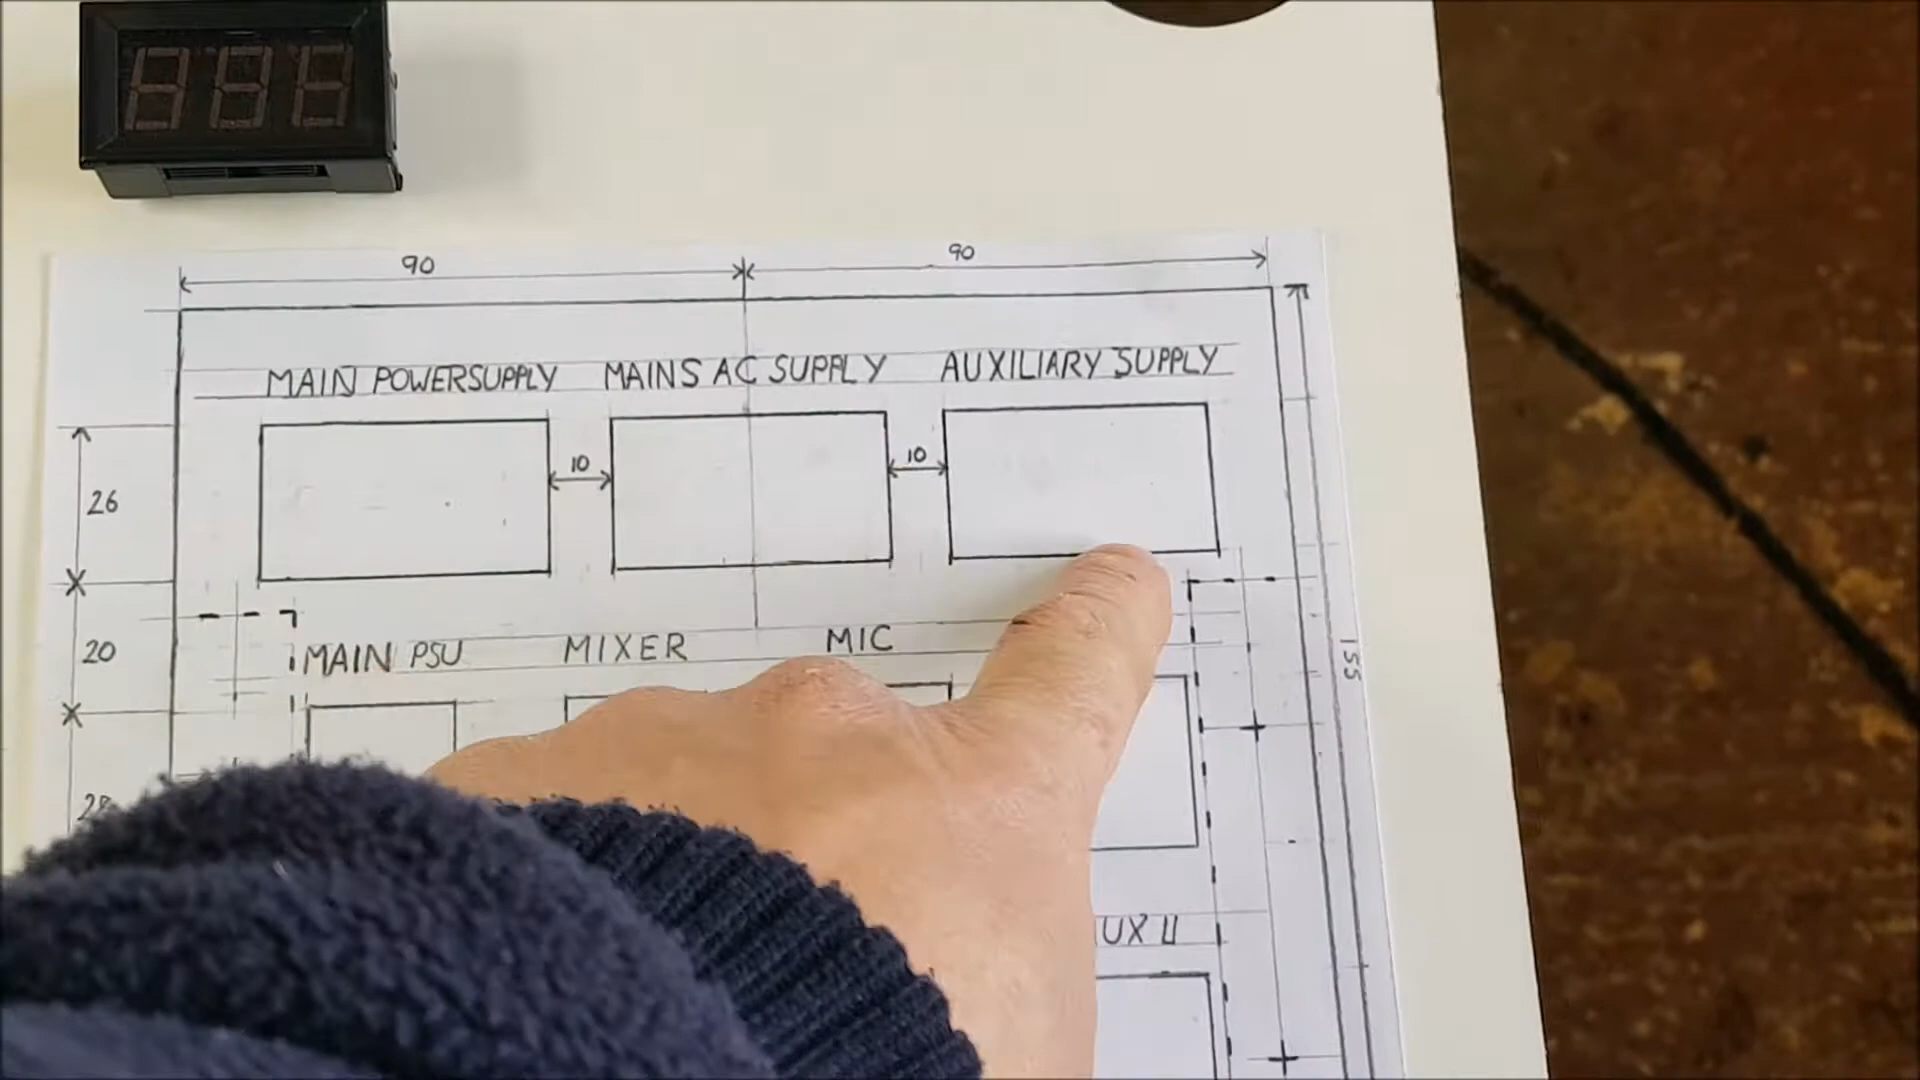 90 90
MAIN POWERSUPPLY MAINS AC SUPPLY AUXILIARY SUPPLY
10 10
26
20
MAIN PSU MIXER MIC
155
UX II